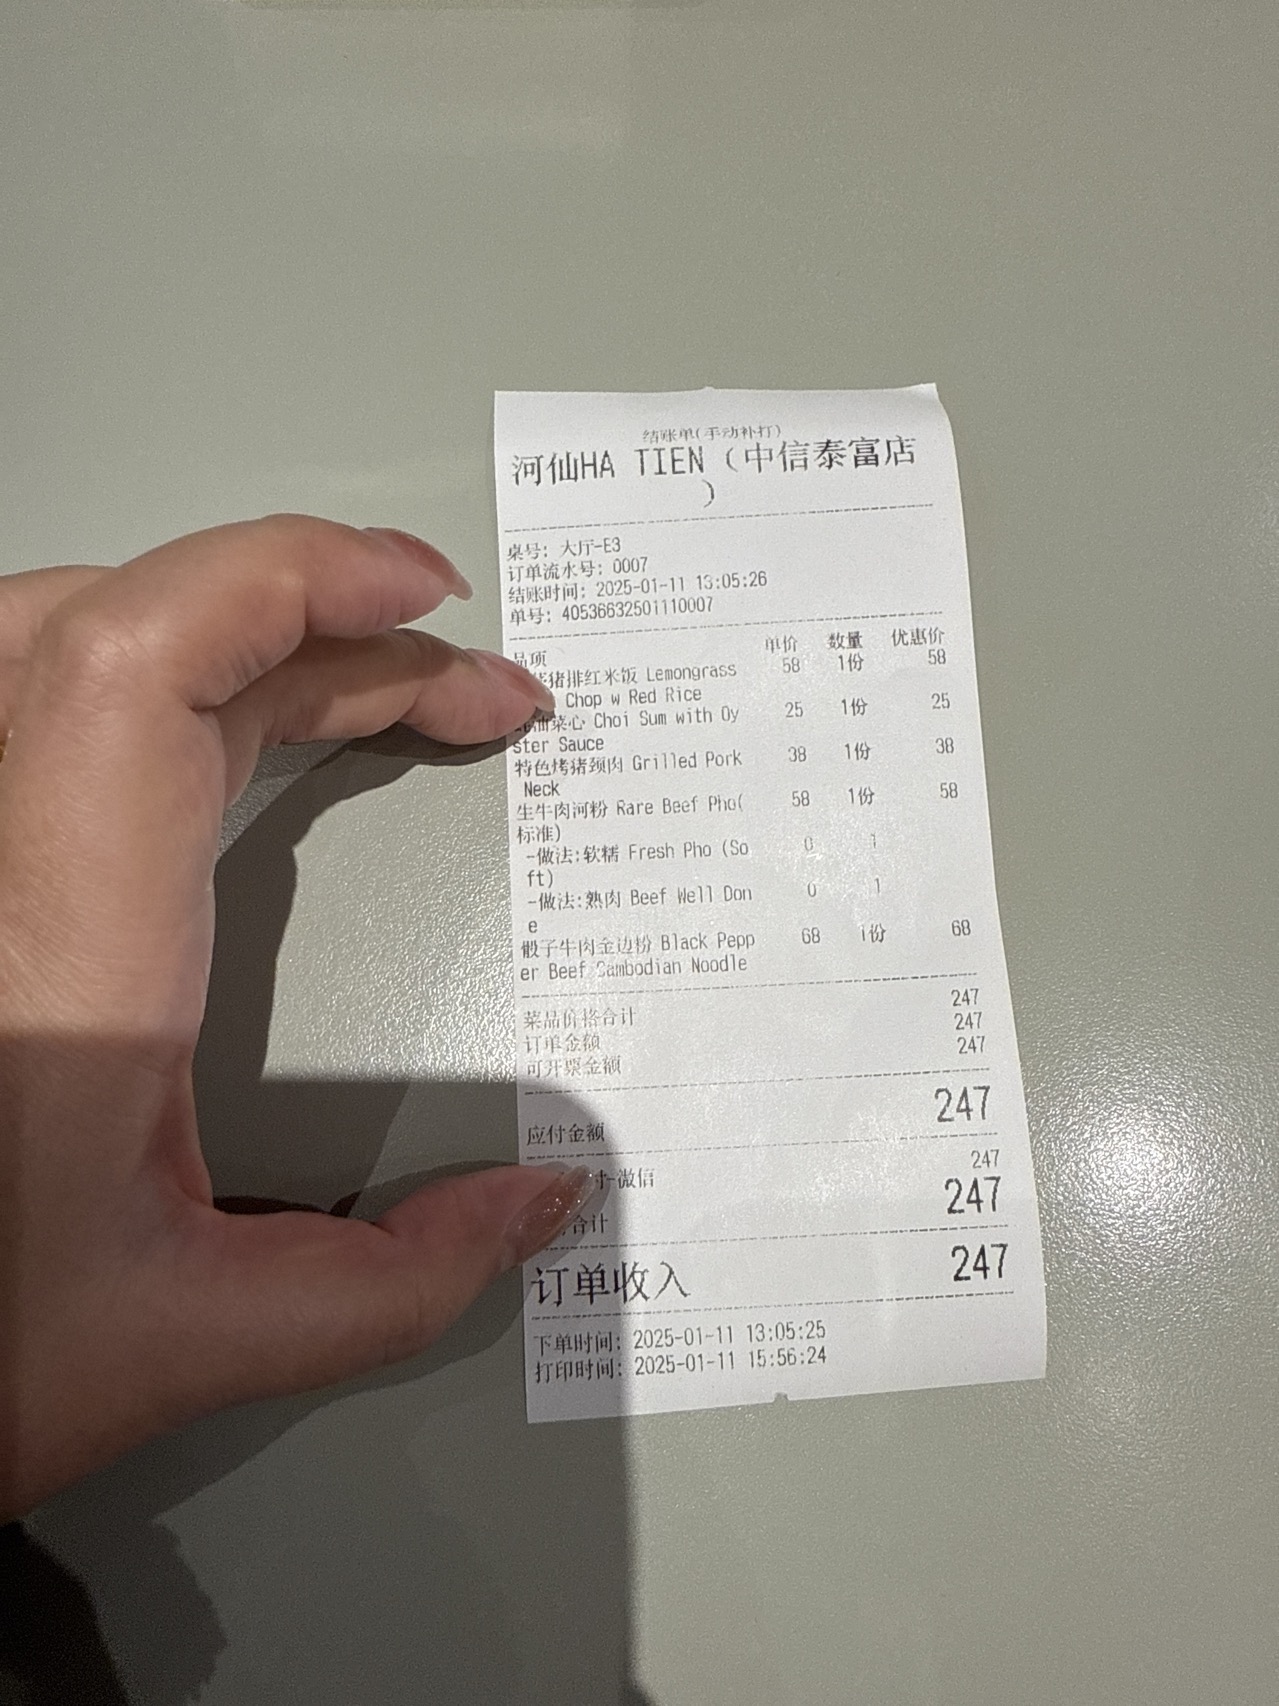 结账单(手动补打)
河仙HA TIEN (中信泰富店
)
桌号: 大厅-E3
订单流水号: 0007
结账时间: 2025-01-11 13:05:26
单号: 40536632501110007
品项 单价 数量 优惠价
猪排红米饭 Lemongrass 58 1份 58
Chop w Red Rice
油菜心 Choi Sum with Oy 25 1份 25
ster Sauce
特色烤猪颈肉 Grilled Pork 38 1份 38
Neck
生牛肉河粉 Rare Beef Pho( 58 1份 58
标准)
-做法:软糯 Fresh Pho (So 0 1
ft)
-做法:熟肉 Beef Well Don 0 1
e
骰子牛肉金边粉 Black Pepp 68 1份 68
er Beef Cambodian Noodle
菜品价格合计 247
订单金额 247
可开票金额 247
应付金额 247
-微信 247
合计 247
订单收入 247
下单时间: 2025-01-11 13:05:25
打印时间: 2025-01-11 15:56:24